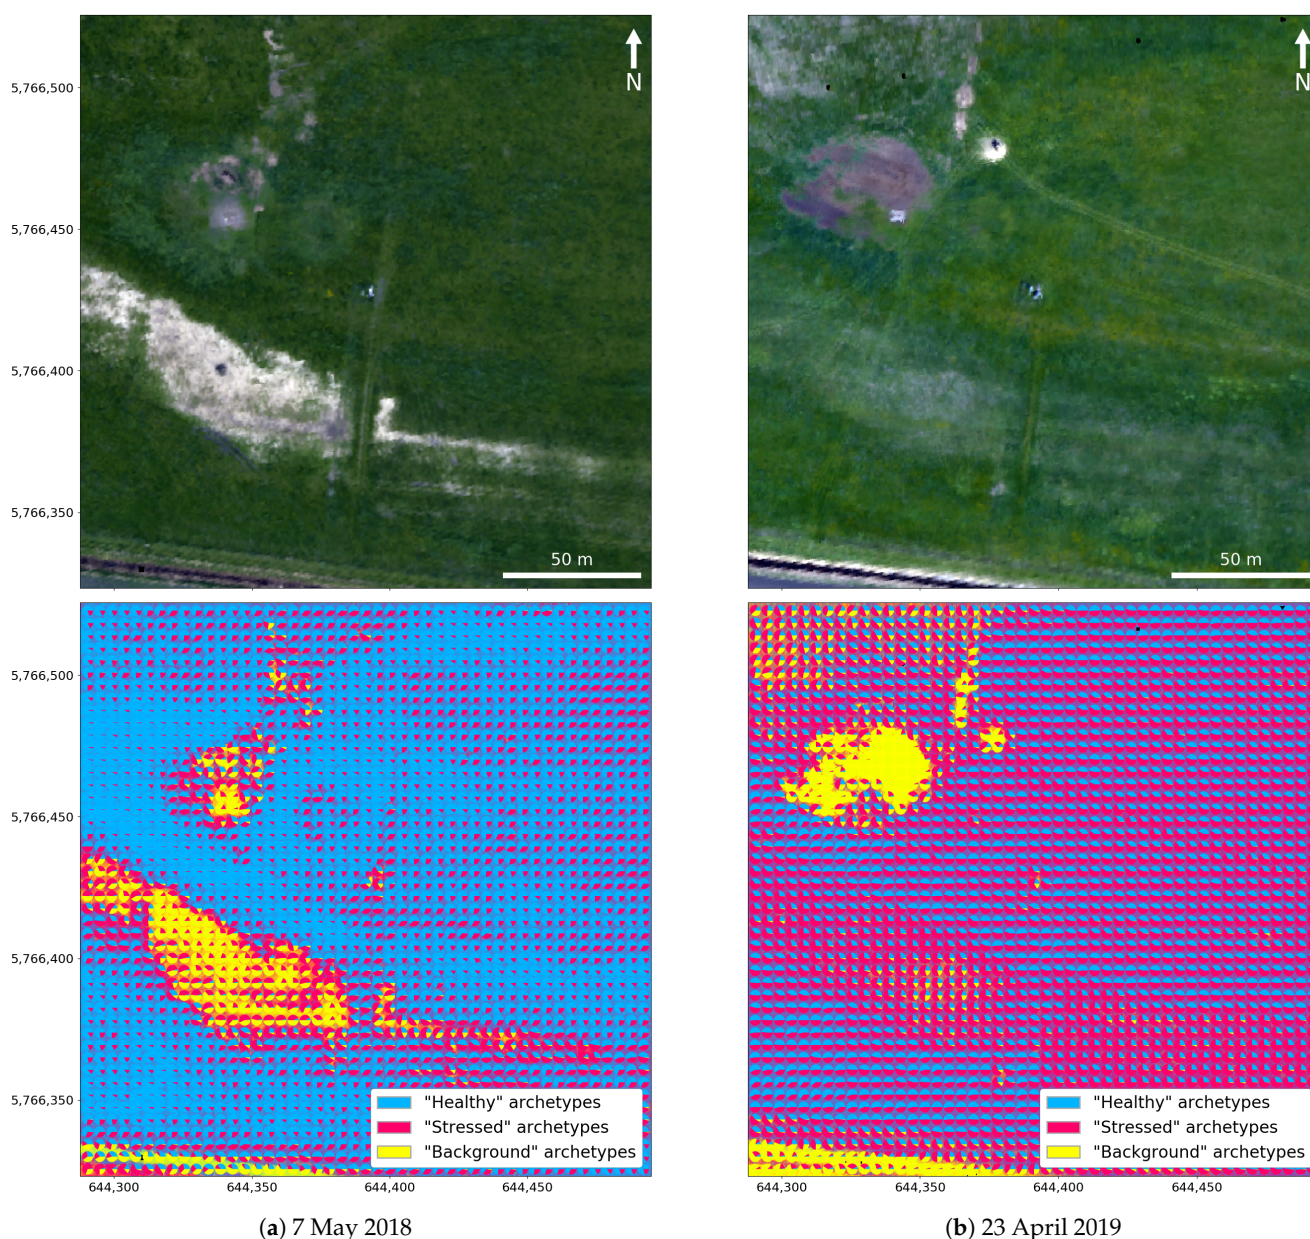 N
N
5,766,500
5,766,450
5,766,400
5,766,350
50 m
50 m
5,766,500
5,766,450
5,766,400
5,766,350
"Healthy" archetypes
"Stressed" archetypes
"Background" archetypes
"Healthy" archetypes
"Stressed" archetypes
"Background" archetypes
644,300 644,350 644,400 644,450
644,300 644,350 644,400 644,450
(a) 7 May 2018
(b) 23 April 2019